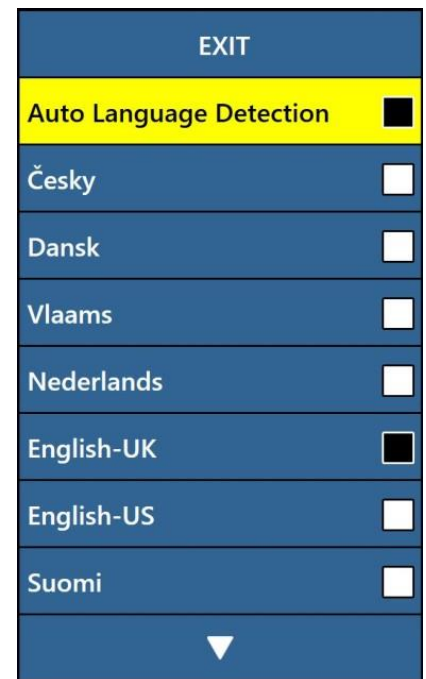 EXIT
Auto Language Detection
Česky
Dansk
Vlaams
Nederlands
English-UK
English-US
Suomi